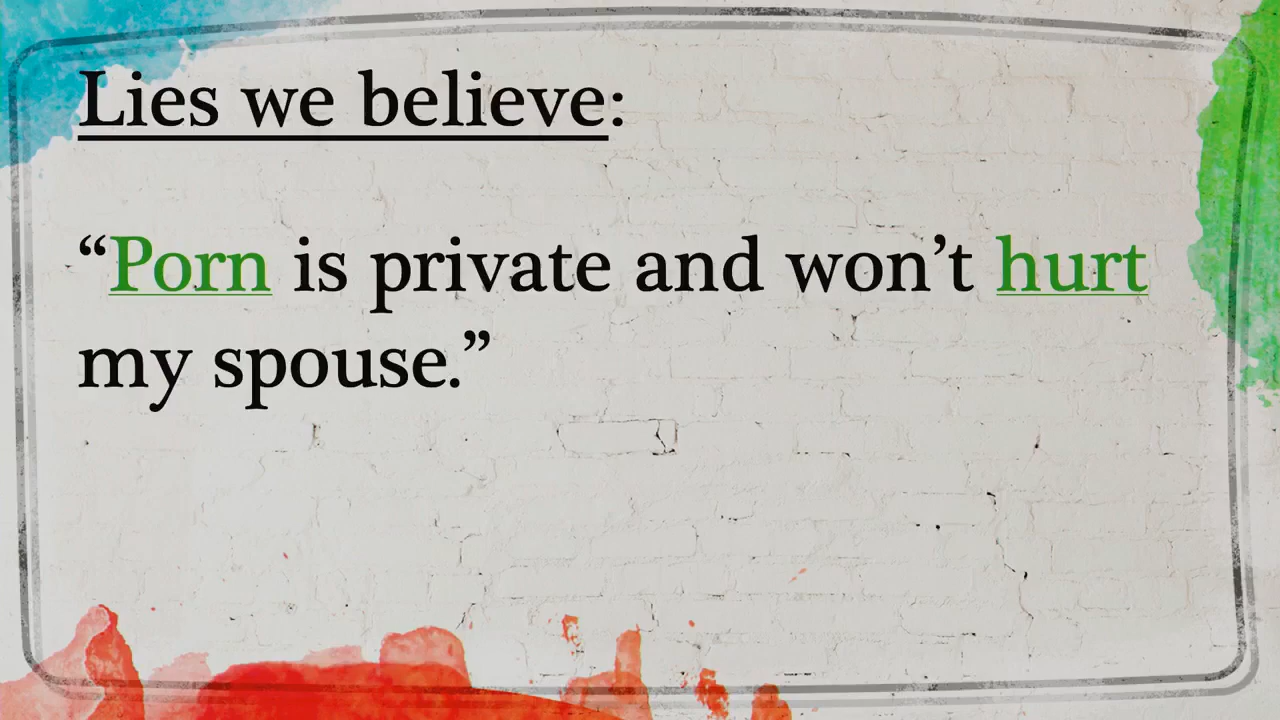 Lies we believe:
“Porn is private and won’t hurt
my spouse.”